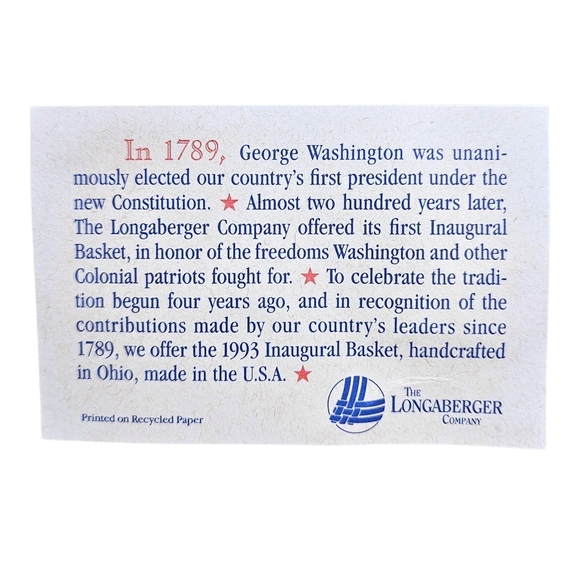 In 1789, George Washington was unani-
mously elected our country's first president under the
new Constitution. ★ Almost two hundred years later,
The Longaberger Company offered its first Inaugural
Basket, in honor of the freedoms Washington and other
Colonial patriots fought for. ★ To celebrate the tradi-
tion begun four years ago, and in recognition of the
contributions made by our country's leaders since
1789, we offer the 1993 Inaugural Basket, handcrafted
in Ohio, made in the U.S.A. ★
Printed on Recycled Paper
THE
LONGABERGER
COMPANY